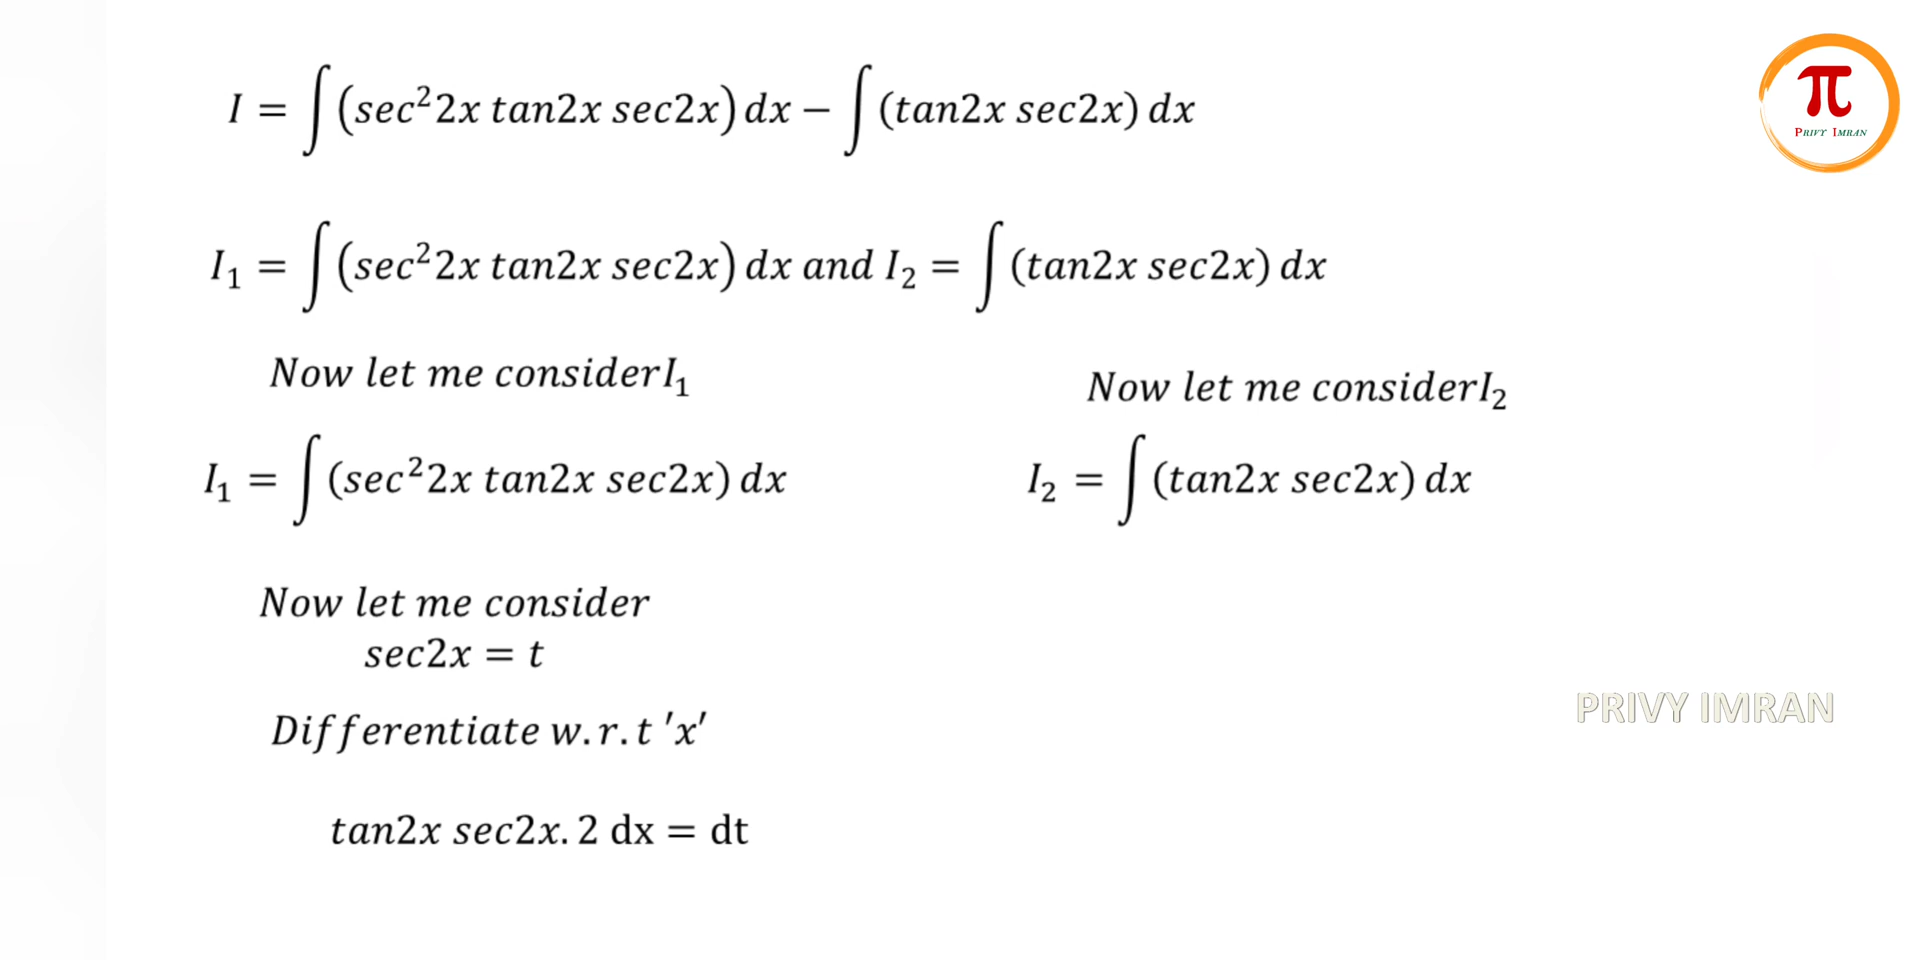 I = ∫(sec²2x tan2x sec2x) dx − ∫(tan2x sec2x) dx
π
PRIVY IMRAN
I₁ = ∫(sec²2x tan2x sec2x) dx and I₂ = ∫(tan2x sec2x) dx
Now let me considerI₁
I₁ = ∫(sec²2x tan2x sec2x) dx
Now let me consider
sec2x = t
Differentiate w.r.t 'x'
tan2x sec2x. 2 dx = dt
Now let me considerI₂
I₂ = ∫(tan2x sec2x) dx
PRIVY IMRAN